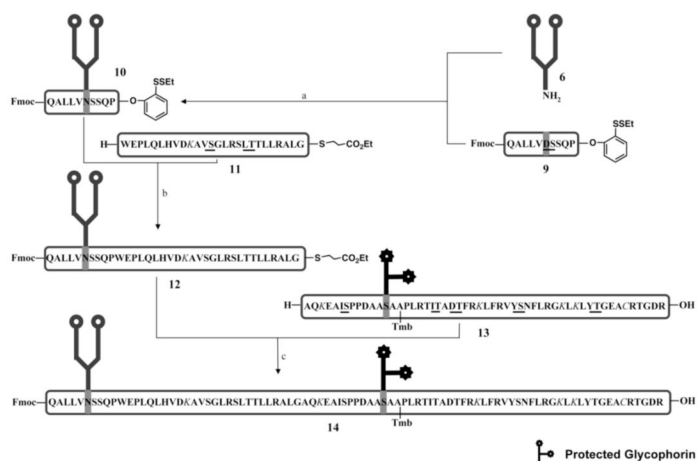 10
SSEt
Fmoc QALLVNSSQP O
a
6
NH2
SSEt
Fmoc QALLVDSSQP O
9
H WEPLQLHVDKAVSGLRSLTTLLRALG S CO2Et
11
b
Fmoc QALLVNSSQPWEPLQLHVDKAVSGLRSLTTLLRALG S CO2Et
12
H AQKEAISPPDAASAAPLRTITADTFRKLFRVYSNFLRGKLKLYTGEACRTGDR OH
Tmb
13
c
Fmoc QALLVNSSQPWEPLQLHVDKAVSGLRSLTTLLRALGAQKEAISPPDAASAAPLRTITADTFRKLFRVYSNFLRGKLKLYTGEACRTGDR OH
Tmb
14
Protected Glycophorin